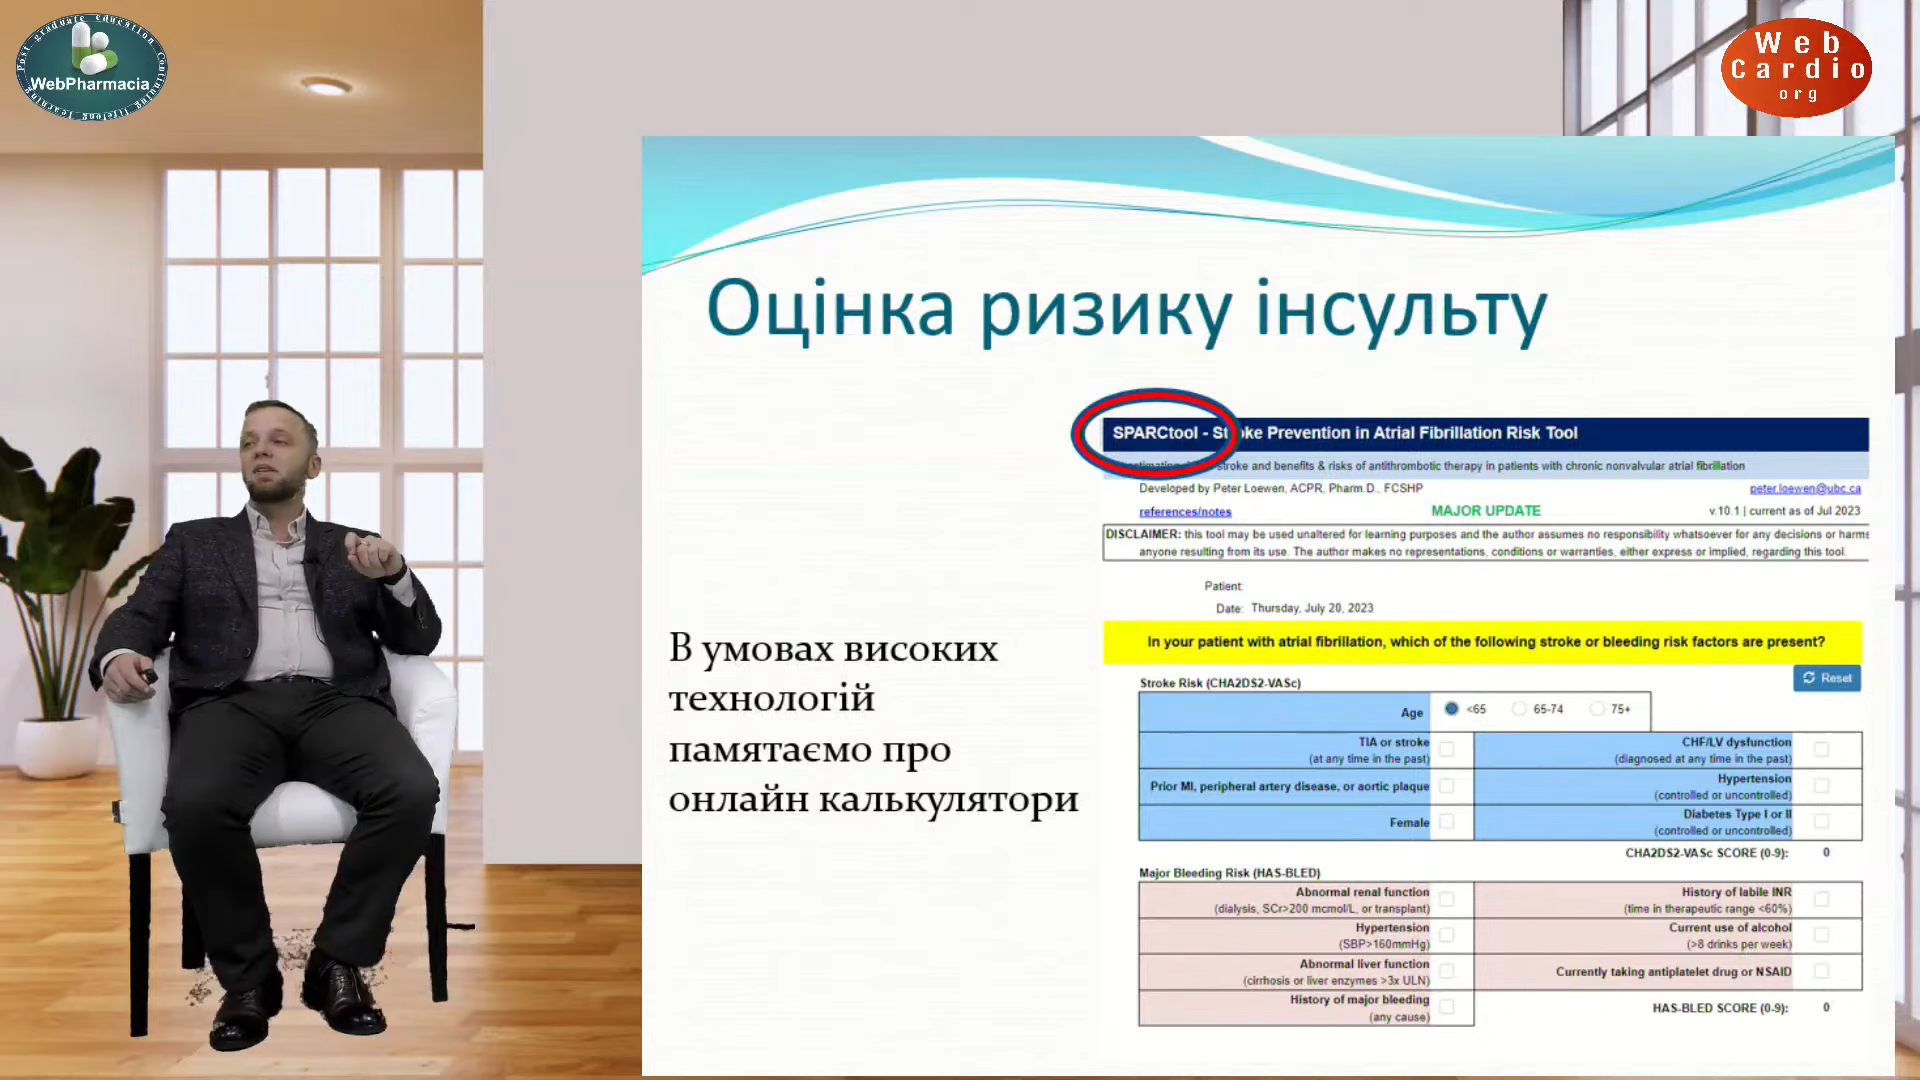 Post graduate education Continuing lifelong learning
WebPharmacia
Web
Cardio
org
Оцінка ризику інсульту
SPARCtool - Stroke Prevention in Atrial Fibrillation Risk Tool
stroke and benefits & risks of antithrombotic therapy in patients with chronic nonvalvular atrial fibrillation
Developed by Peter Loewen, ACPR, Pharm.D., FCSHP
peter.loewen@ubc.ca
references/notes
MAJOR UPDATE
v.10.1 | current as of Jul 2023
DISCLAIMER: this tool may be used unaltered for learning purposes and the author assumes no responsibility whatsoever for any decisions or harms
anyone resulting from its use. The author makes no representations, conditions or warranties, either express or implied, regarding this tool.
Patient:
Date: Thursday, July 20, 2023
In your patient with atrial fibrillation, which of the following stroke or bleeding risk factors are present?
Reset
Stroke Risk (CHA2DS2-VASc)
Age <65 65-74 75+
TIA or stroke
(at any time in the past)
CHF/LV dysfunction
(diagnosed at any time in the past)
Prior MI, peripheral artery disease, or aortic plaque
Hypertension
(controlled or uncontrolled)
Female
Diabetes Type I or II
(controlled or uncontrolled)
CHA2DS2-VASc SCORE (0-9): 0
Major Bleeding Risk (HAS-BLED)
Abnormal renal function
(dialysis, SCr>200 mcmol/L, or transplant)
History of labile INR
(time in therapeutic range <60%)
Hypertension
(SBP>160mmHg)
Current use of alcohol
(>8 drinks per week)
Abnormal liver function
(cirrhosis or liver enzymes >3x ULN)
Currently taking antiplatelet drug or NSAID
History of major bleeding
(any cause)
HAS-BLED SCORE (0-9): 0
В умовах високих
технологій
памятаємо про
онлайн калькулятори